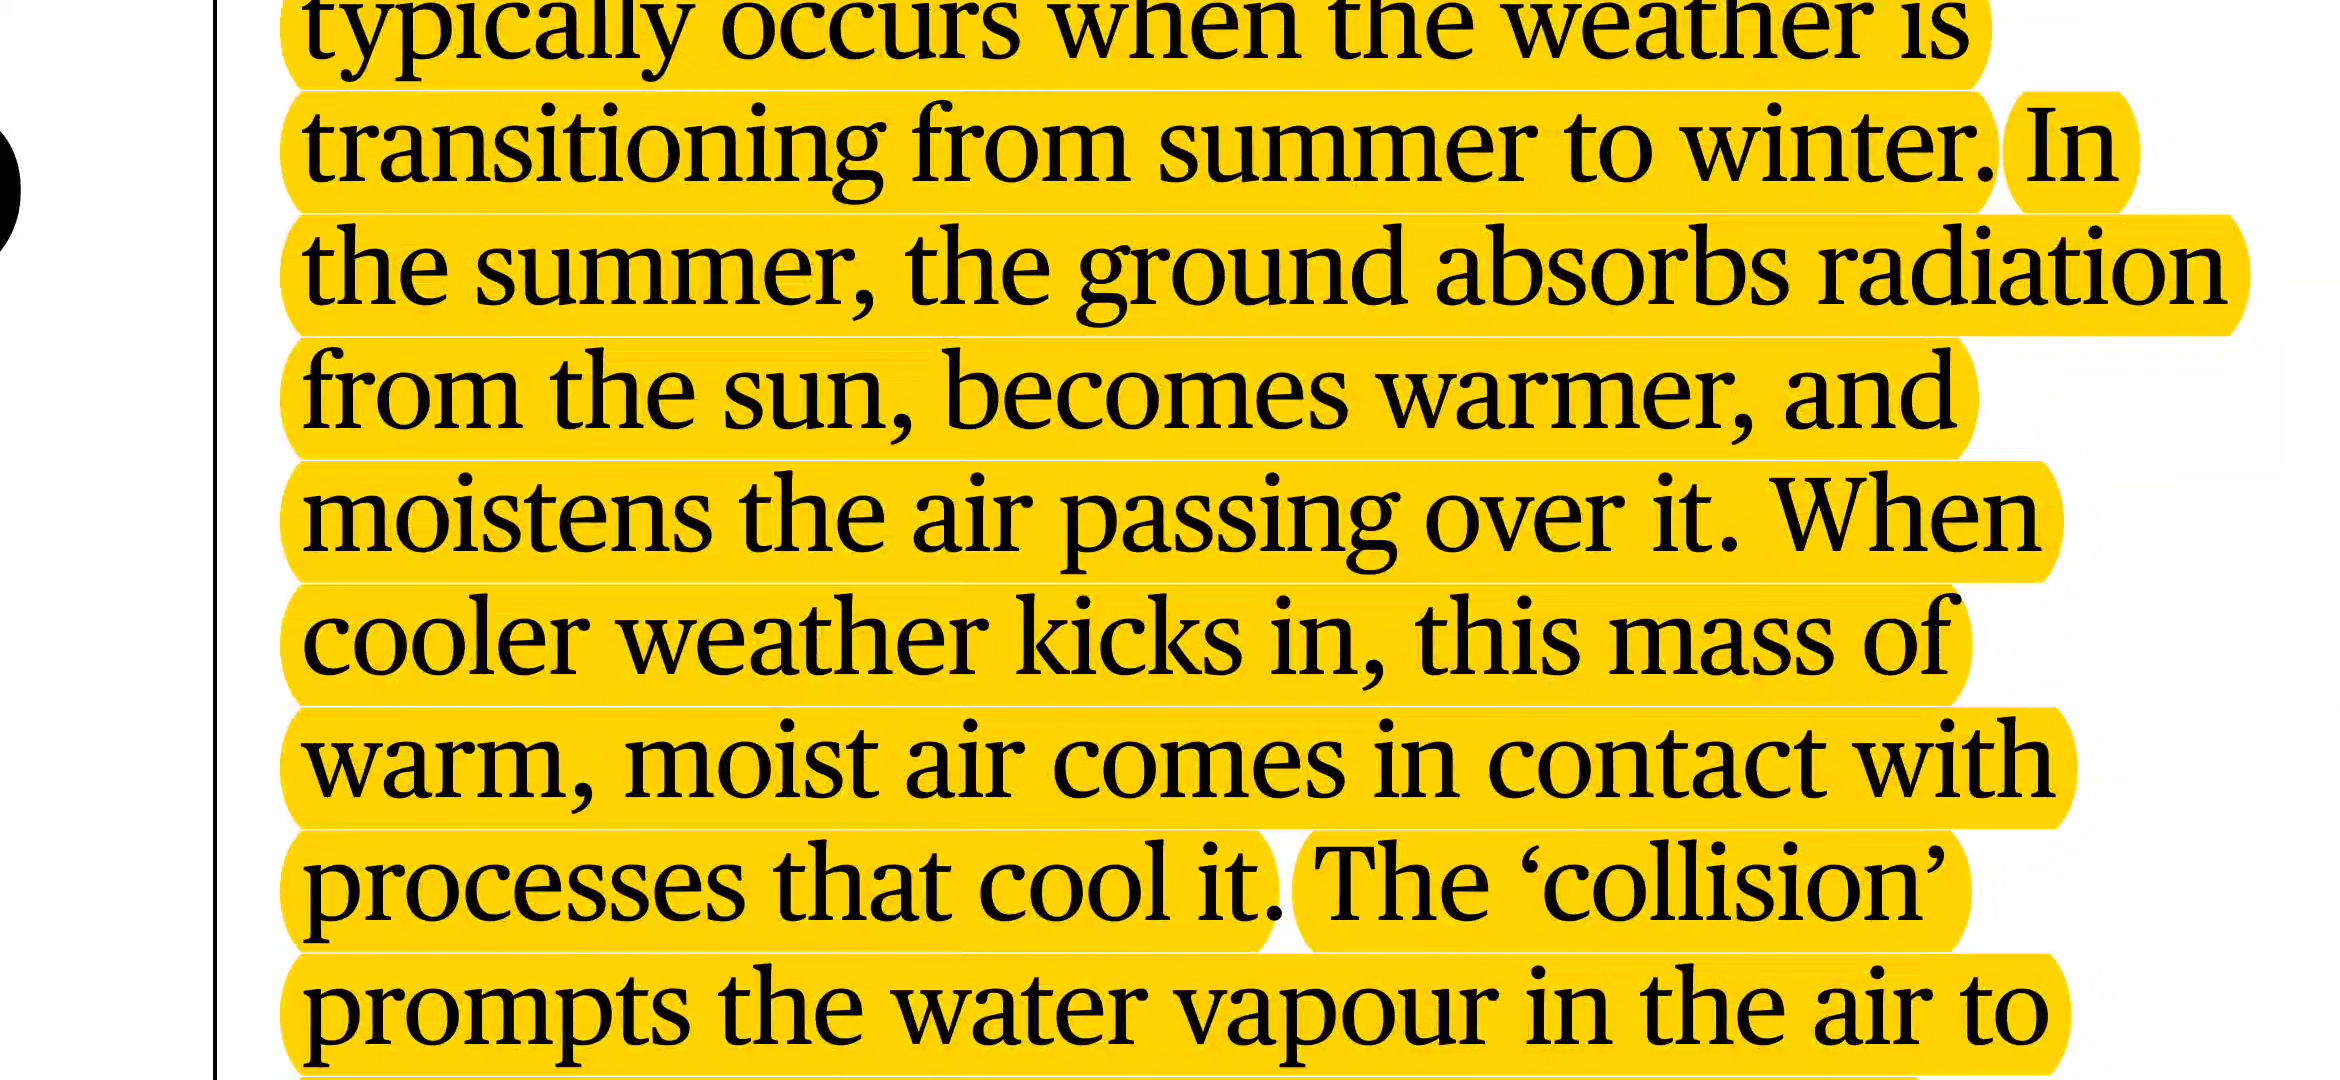 typically occurs when the weather is
transitioning from summer to winter. In
the summer, the ground absorbs radiation
from the sun, becomes warmer, and
moistens the air passing over it. When
cooler weather kicks in, this mass of
warm, moist air comes in contact with
processes that cool it. The ‘collision’
prompts the water vapour in the air to